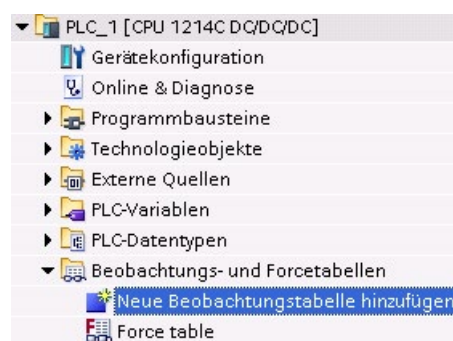 PLC_1 [CPU 1214C DC/DC/DC]
Gerätekonfiguration
Online & Diagnose
Programmbausteine
Technologieobjekte
Externe Quellen
PLC-Variablen
PLC-Datentypen
Beobachtungs- und Forcetabellen
Neue Beobachtungstabelle hinzufügen
Force table